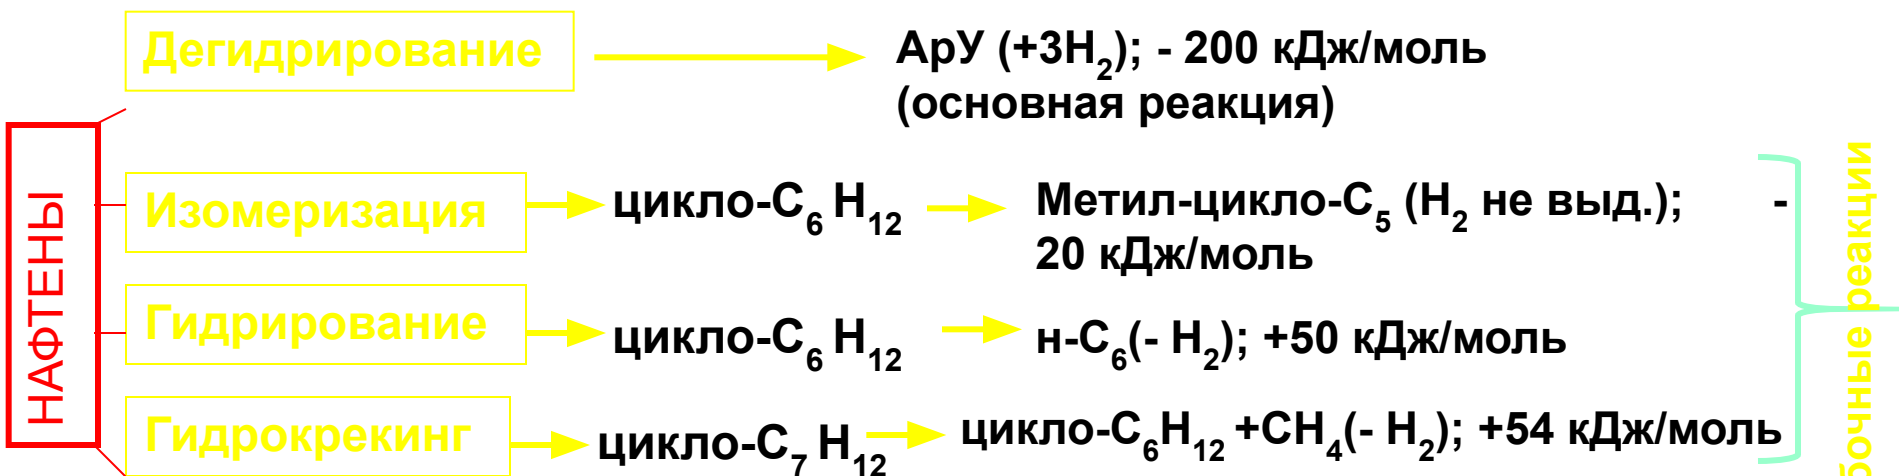 НАФТЕНЫ
Дегидрирование
АрУ (+3H₂); - 200 кДж/моль
(основная реакция)
Изомеризация
цикло-C₆ H₁₂
Метил-цикло-C₅ (H₂ не выд.); -
20 кДж/моль
Гидрирование
цикло-C₆ H₁₂
н-C₆(- H₂); +50 кДж/моль
Гидрокрекинг
цикло-C₇ H₁₂
цикло-C₆H₁₂ +CH₄(- H₂); +54 кДж/моль
реакции